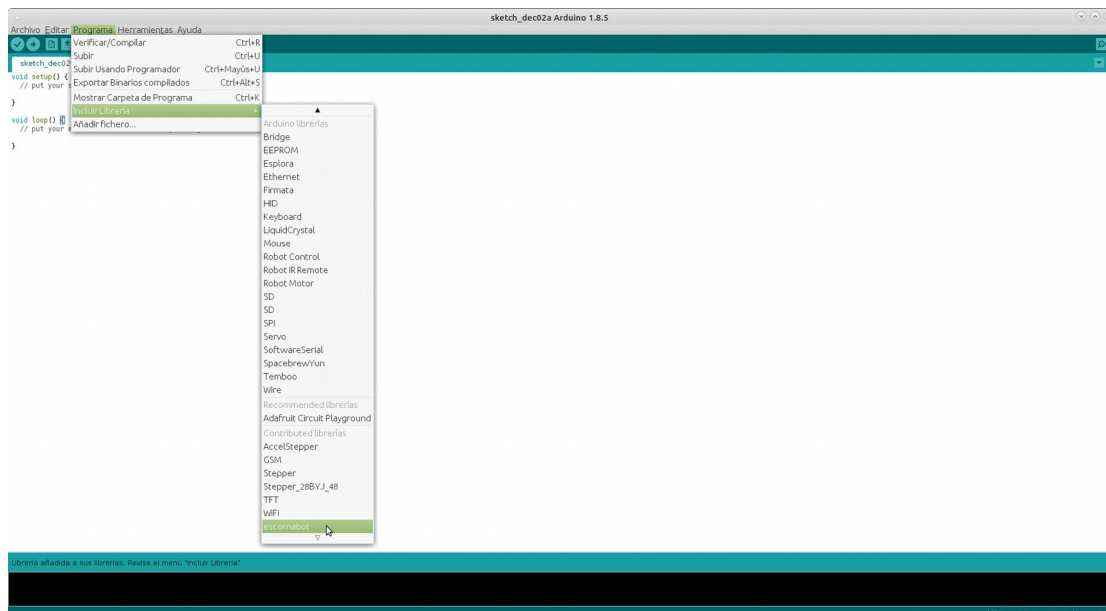 sketch_dec02a Arduino 1.8.5
Archivo Editar Programa Herramientas Ayuda
Verificar/Compilar Ctrl+R
Subir Ctrl+U
sketch_dec02
Subir Usando Programador Ctrl+Mayús+U
void setup() {
Exportar Binarios compilados Ctrl+Alt+S
// put your s
Mostrar Carpeta de Programa Ctrl+K
}
Incluir Librería
void loop() {
Añadir fichero...
// put your
}
Arduino librerías
Bridge
EEPROM
Esplora
Ethernet
Firmata
HID
Keyboard
LiquidCrystal
Mouse
Robot Control
Robot IR Remote
Robot Motor
SD
SD
SPI
Servo
SoftwareSerial
SpacebrewYun
Temboo
Wire
Recommended librerías
Adafruit Circuit Playground
Contributed librerías
AccelStepper
GSM
Stepper
Stepper_28BYJ_48
TFT
WiFi
escornabot
Librería añadida a sus librerías. Revise el menú "Incluir Librería"